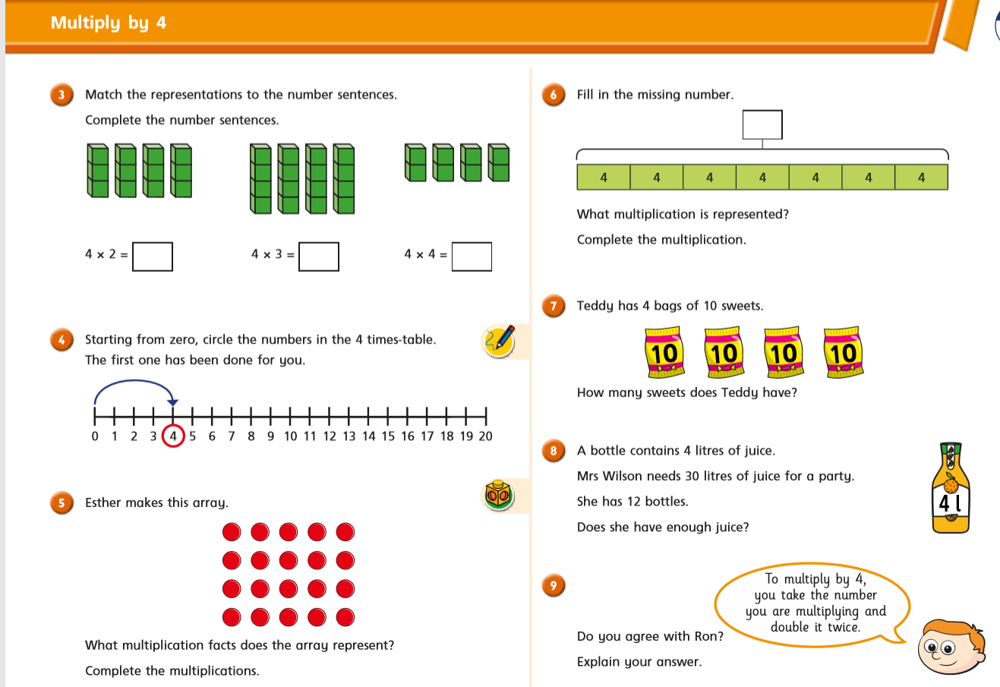 Multiply by 4
3 Match the representations to the number sentences.
Complete the number sentences.
4 × 2 =
4 × 3 =
4 × 4 =
4 Starting from zero, circle the numbers in the 4 times-table.
The first one has been done for you.
0 1 2 3 4 5 6 7 8 9 10 11 12 13 14 15 16 17 18 19 20
5 Esther makes this array.
What multiplication facts does the array represent?
Complete the multiplications.
6 Fill in the missing number.
4 4 4 4 4 4 4
What multiplication is represented?
Complete the multiplication.
7 Teddy has 4 bags of 10 sweets.
10 10 10 10
How many sweets does Teddy have?
8 A bottle contains 4 litres of juice.
Mrs Wilson needs 30 litres of juice for a party.
She has 12 bottles.
Does she have enough juice?
4 l
9
To multiply by 4,
you take the number
you are multiplying and
double it twice.
Do you agree with Ron?
Explain your answer.